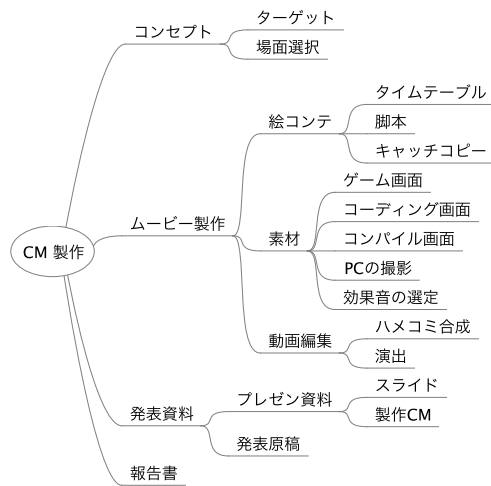 CM 製作
コンセプト
ターゲット
場面選択
ムービー製作
絵コンテ
タイムテーブル
脚本
キャッチコピー
素材
ゲーム画面
コーディング画面
コンパイル画面
PCの撮影
効果音の選定
動画編集
ハメコミ合成
演出
発表資料
プレゼン資料
スライド
製作CM
発表原稿
報告書